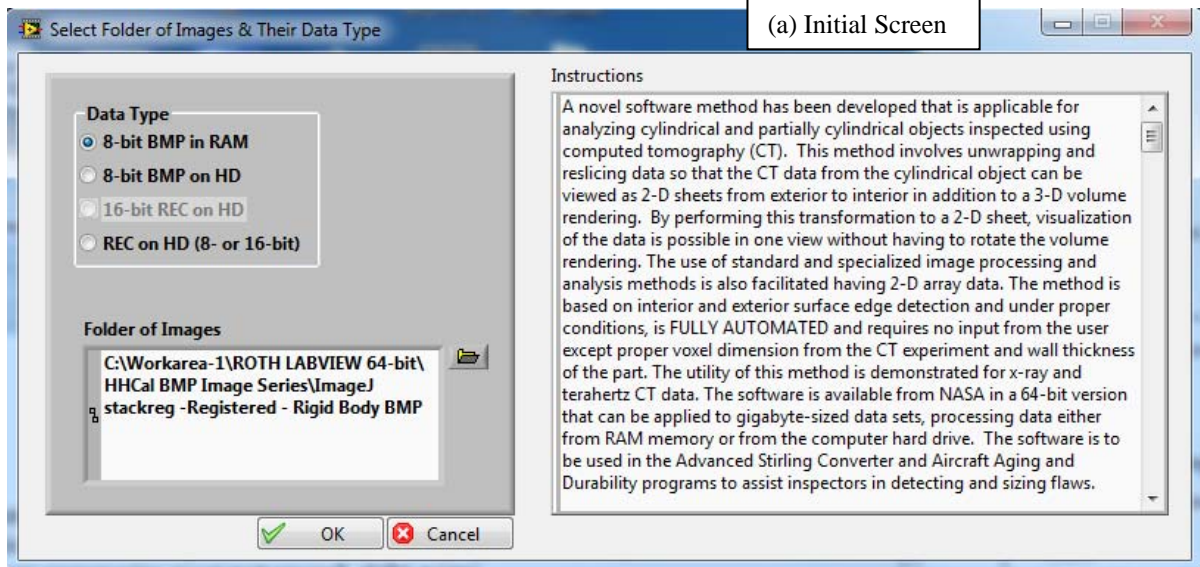 Select Folder of Images & Their Data Type
(a) Initial Screen
Data Type
8-bit BMP in RAM
8-bit BMP on HD
16-bit REC on HD
REC on HD (8- or 16-bit)
Folder of Images
C:\Workarea-1\ROTH LABVIEW 64-bit\
HHCal BMP Image Series\ImageJ
stackreg -Registered - Rigid Body BMP
OK
Cancel
Instructions
A novel software method has been developed that is applicable for
analyzing cylindrical and partially cylindrical objects inspected using
computed tomography (CT).  This method involves unwrapping and
reslicing data so that the CT data from the cylindrical object can be
viewed as 2-D sheets from exterior to interior in addition to a 3-D volume
rendering.  By performing this transformation to a 2-D sheet, visualization
of the data is possible in one view without having to rotate the volume
rendering. The use of standard and specialized image processing and
analysis methods is also facilitated having 2-D array data. The method is
based on interior and exterior surface edge detection and under proper
conditions, is FULLY AUTOMATED and requires no input from the user
except proper voxel dimension from the CT experiment and wall thickness
of the part. The utility of this method is demonstrated for x-ray and
terahertz CT data. The software is available from NASA in a 64-bit version
that can be applied to gigabyte-sized data sets, processing data either
from RAM memory or from the computer hard drive.  The software is to
be used in the Advanced Stirling Converter and Aircraft Aging and
Durability programs to assist inspectors in detecting and sizing flaws.